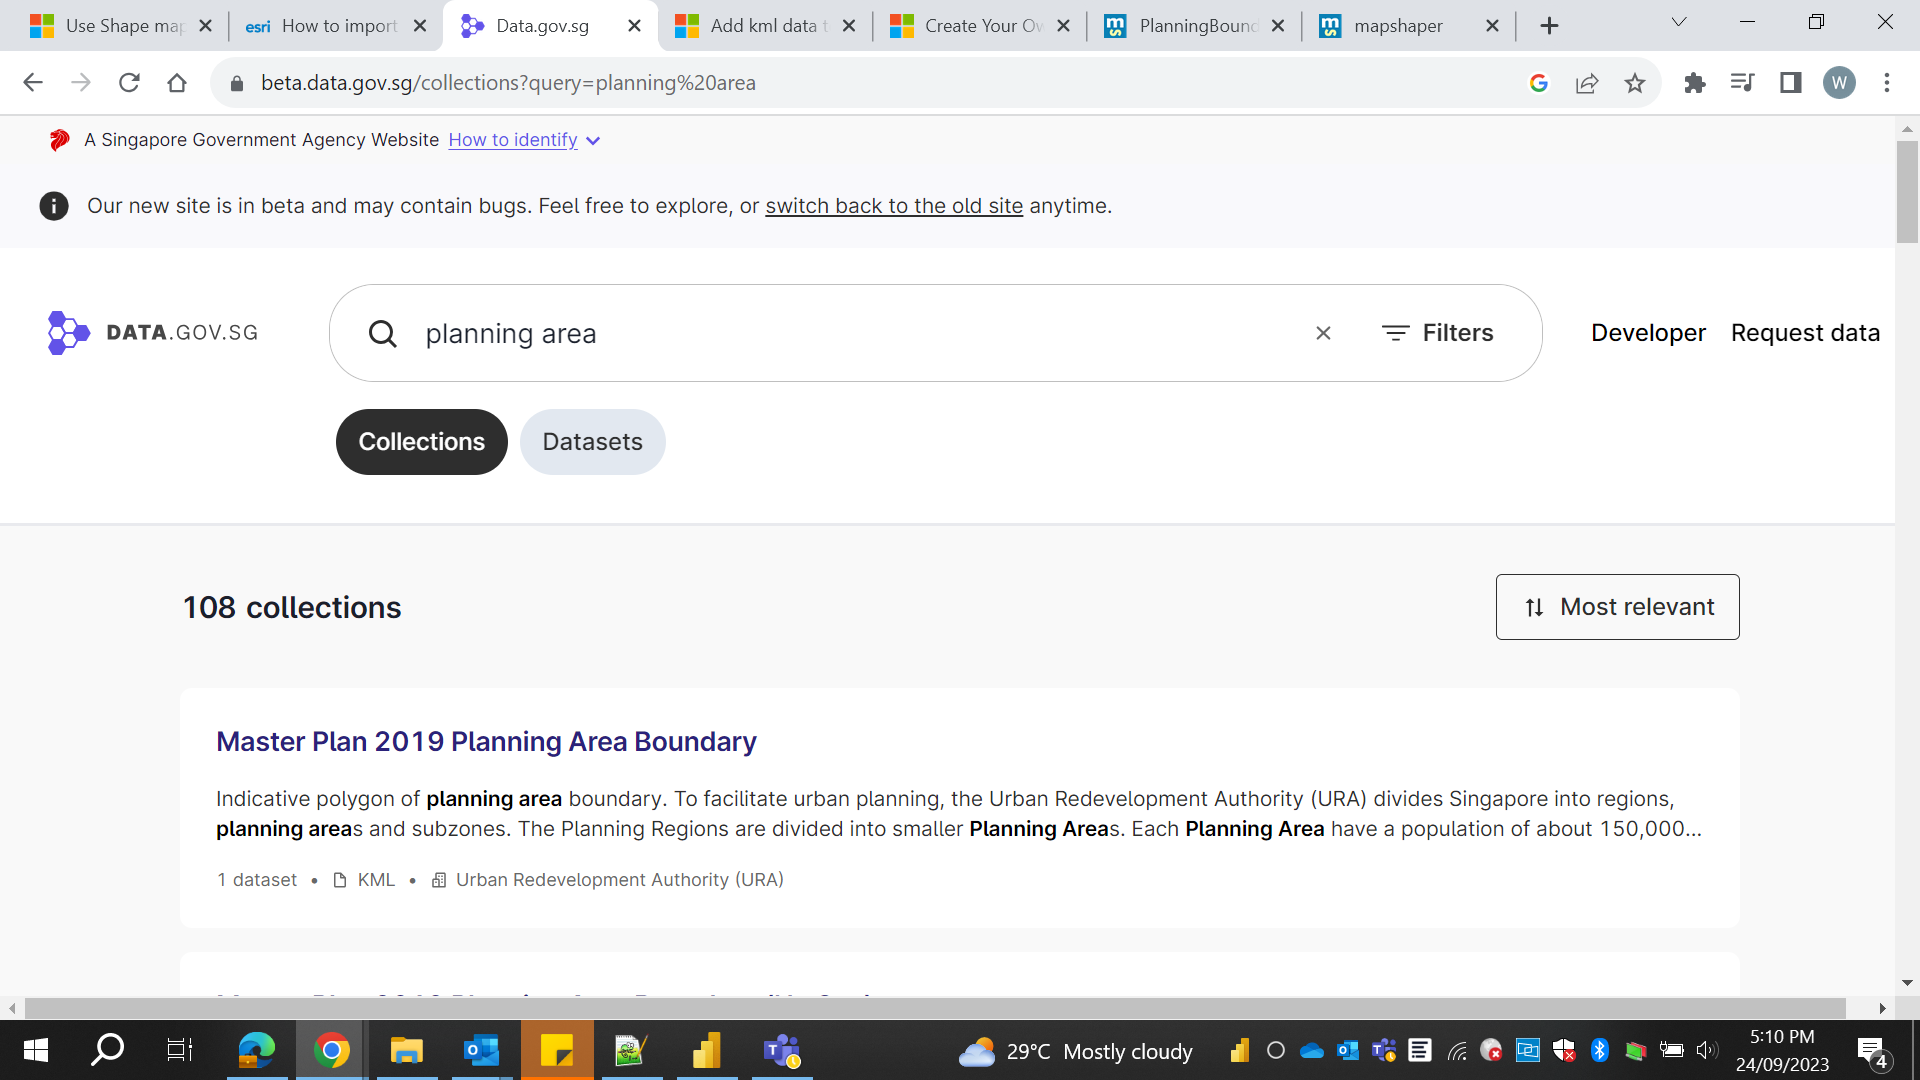 Use Shape map
esri How to import
Data.gov.sg
Add kml data t
Create Your Ow
ms PlanningBound
ms mapshaper
beta.data.gov.sg/collections?query=planning%20area
W
A Singapore Government Agency Website How to identify
Our new site is in beta and may contain bugs. Feel free to explore, or switch back to the old site anytime.
DATA.GOV.SG
planning area
Filters
Developer
Request data
Collections
Datasets
108 collections
Most relevant
Master Plan 2019 Planning Area Boundary
Indicative polygon of planning area boundary. To facilitate urban planning, the Urban Redevelopment Authority (URA) divides Singapore into regions,
planning areas and subzones. The Planning Regions are divided into smaller Planning Areas. Each Planning Area have a population of about 150,000...
1 dataset • KML • Urban Redevelopment Authority (URA)
29°C Mostly cloudy
5:10 PM
24/09/2023
4